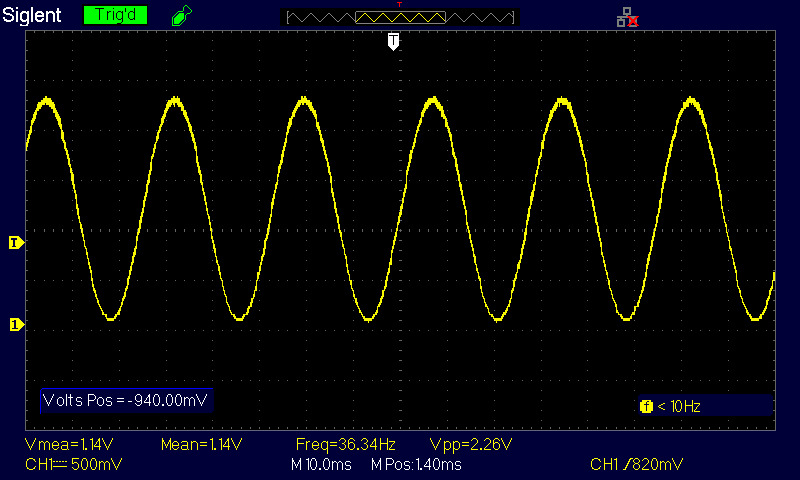 Siglent Trig'd
T
T
T
1
Volts Pos=-940.00mV
f < 10Hz
Vmea=1.14V Mean=1.14V Freq=36.34Hz Vpp=2.26V
CH1 500mV M 10.0ms M Pos:1.40ms CH1 820mV